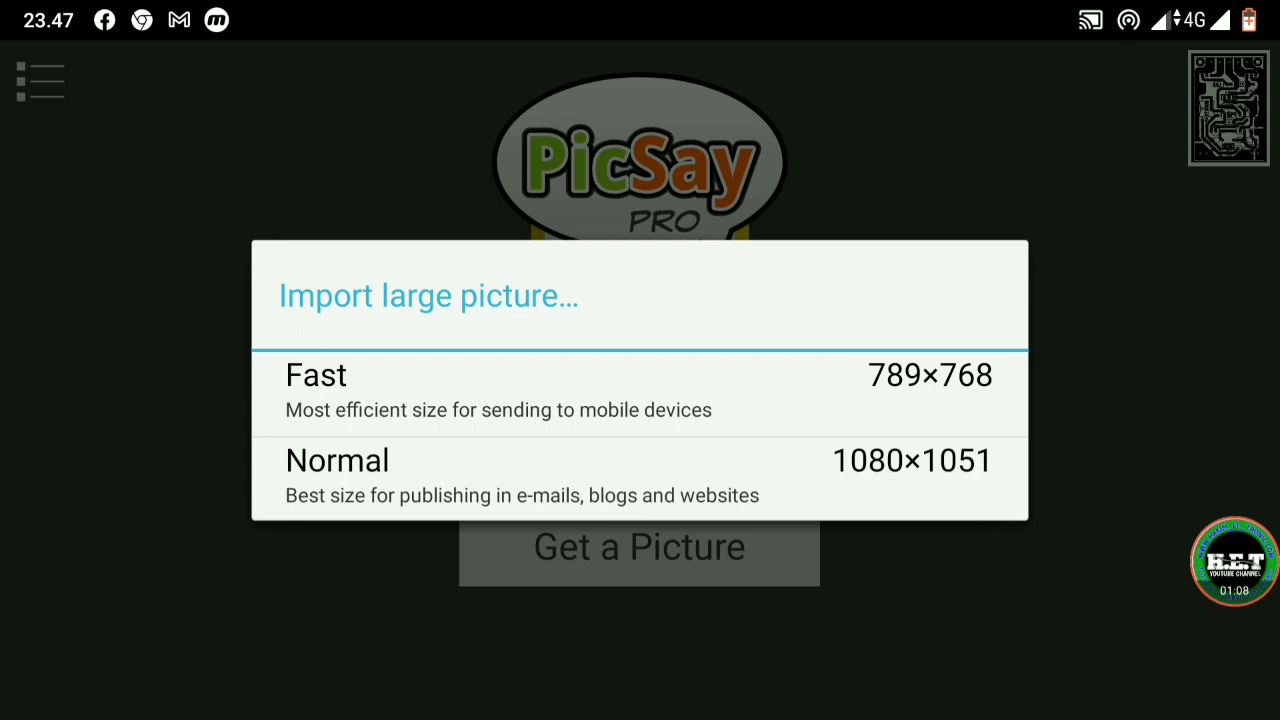 23.47
4G
PicSay
PRO
Import large picture...
Fast 789×768
Most efficient size for sending to mobile devices
Normal 1080×1051
Best size for publishing in e-mails, blogs and websites
Get a Picture
H.E.T
YOUTUBE CHANNEL
01:08